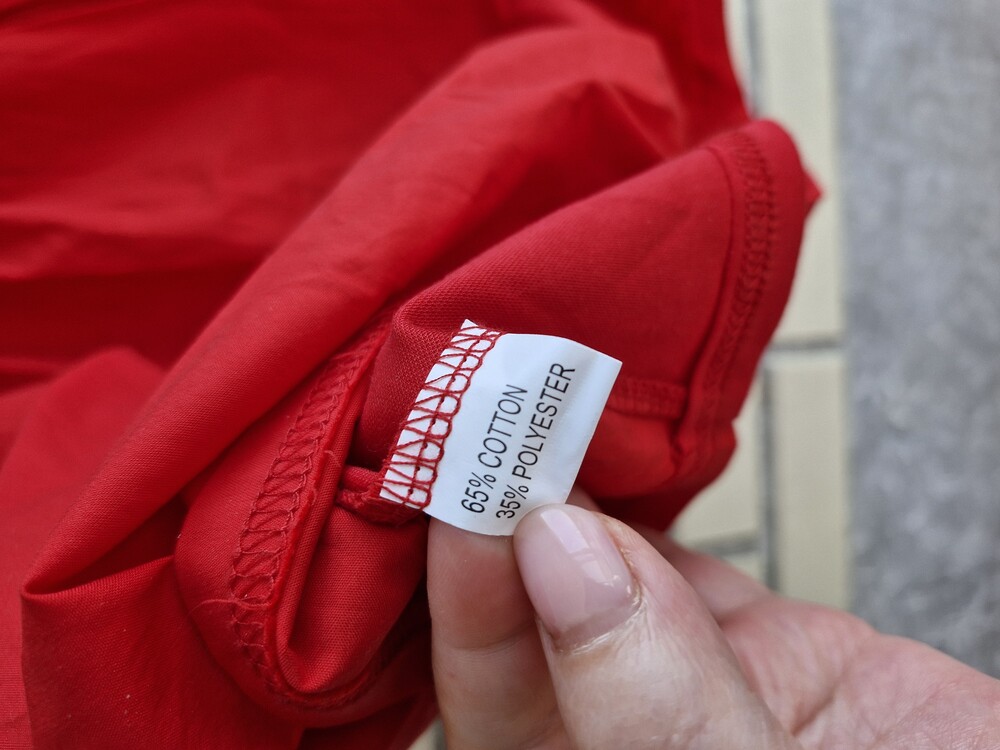 65% COTTON
35% POLYESTER